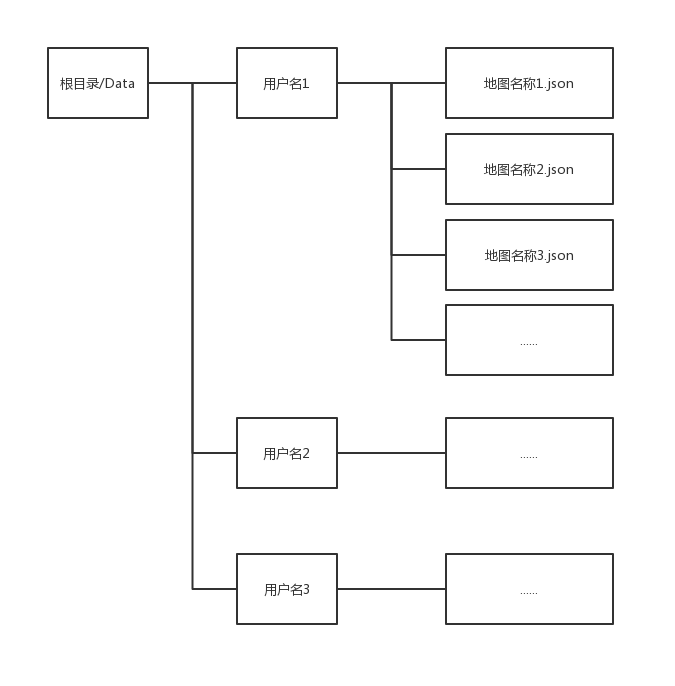 根目录/Data
用户名1
地图名称1.json
地图名称2.json
地图名称3.json
......
用户名2
......
用户名3
......